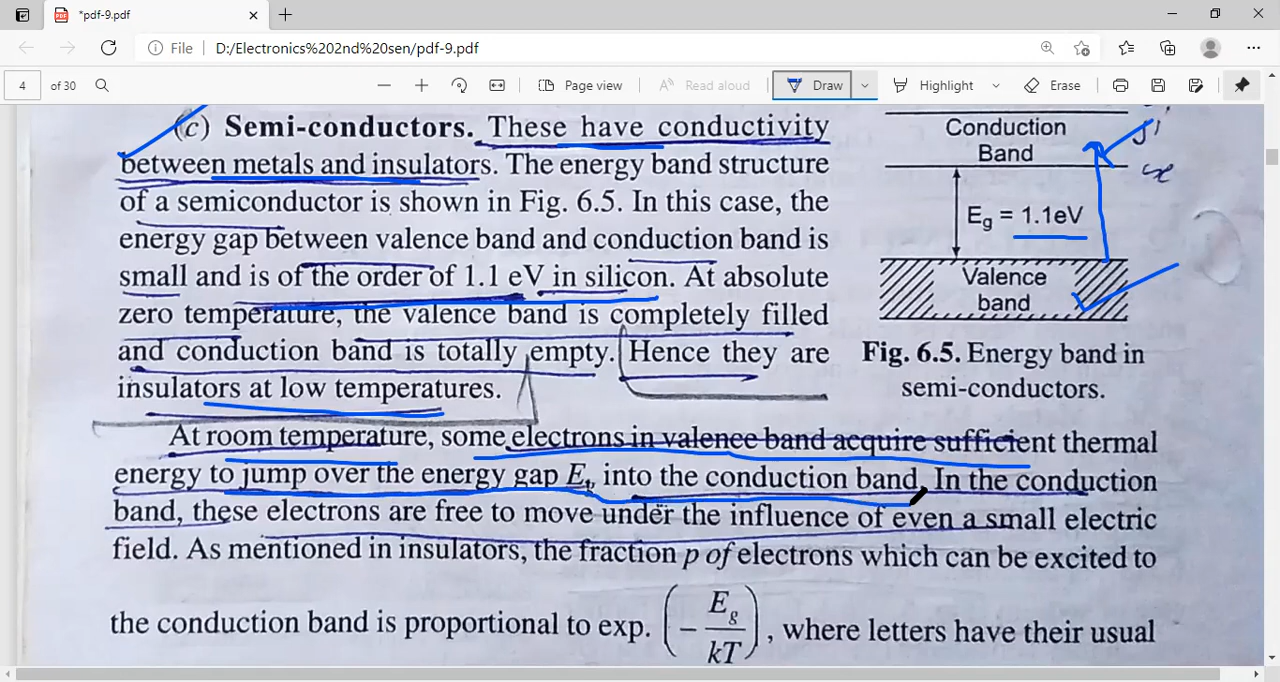 *pdf-9.pdf
File
D:/Electronics%202nd%20sen/pdf-9.pdf
4 of 30
Page view
Read aloud
Draw
Highlight
Erase
(c) Semi-conductors. These have conductivity
between metals and insulators. The energy band structure
of a semiconductor is shown in Fig. 6.5. In this case, the
energy gap between valence band and conduction band is
small and is of the order of 1.1 eV in silicon. At absolute
zero temperature, the valence band is completely filled
and conduction band is totally empty. Hence they are
insulators at low temperatures.
Conduction
Band
Eg = 1.1eV
Valence
band
Fig. 6.5. Energy band in
semi-conductors.
At room temperature, some electrons in valence band acquire sufficient thermal
energy to jump over the energy gap Eg into the conduction band. In the conduction
band, these electrons are free to move under the influence of even a small electric
field. As mentioned in insulators, the fraction p of electrons which can be excited to
the conduction band is proportional to exp. (− Eg/kT), where letters have their usual